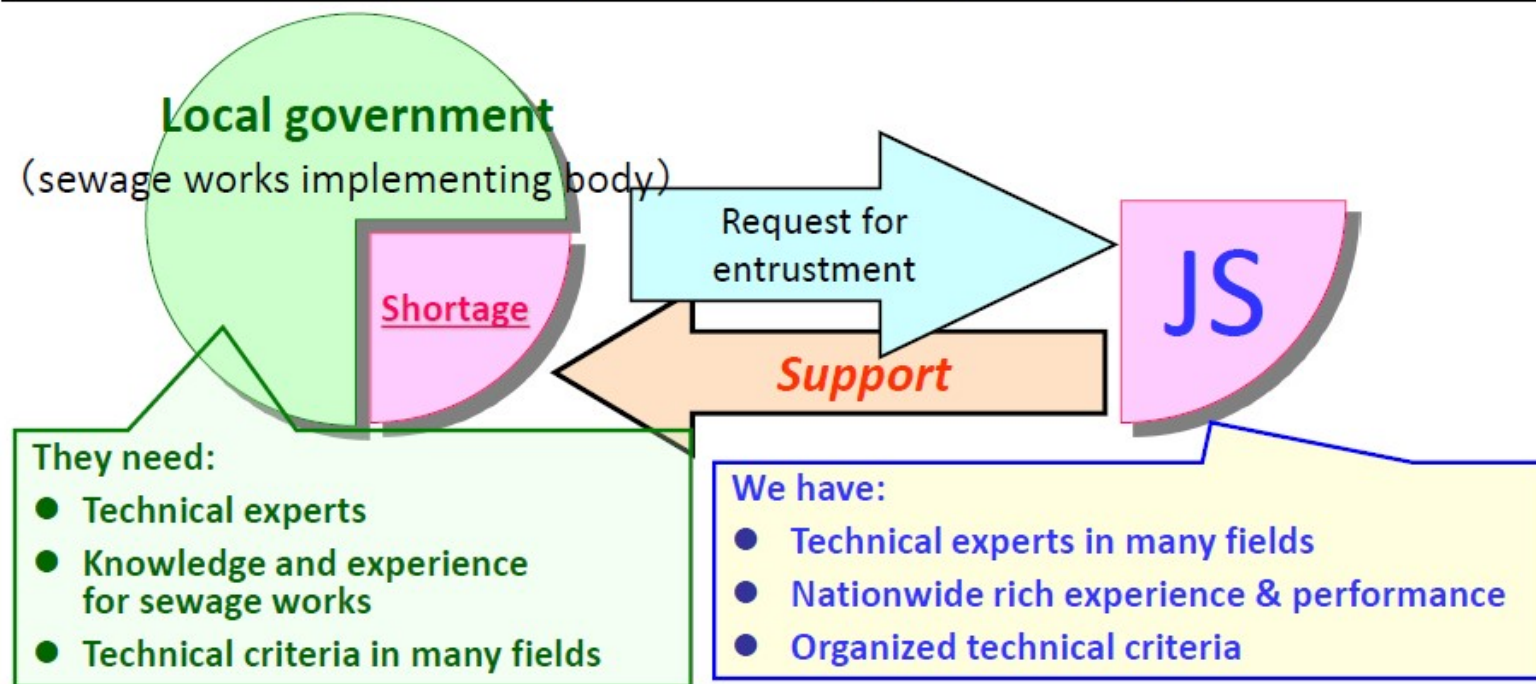 Local government
（sewage works implementing body）
Request for
entrustment
JS
Shortage
Support
They need:
● Technical experts
● Knowledge and experience
for sewage works
● Technical criteria in many fields
We have:
● Technical experts in many fields
● Nationwide rich experience & performance
● Organized technical criteria